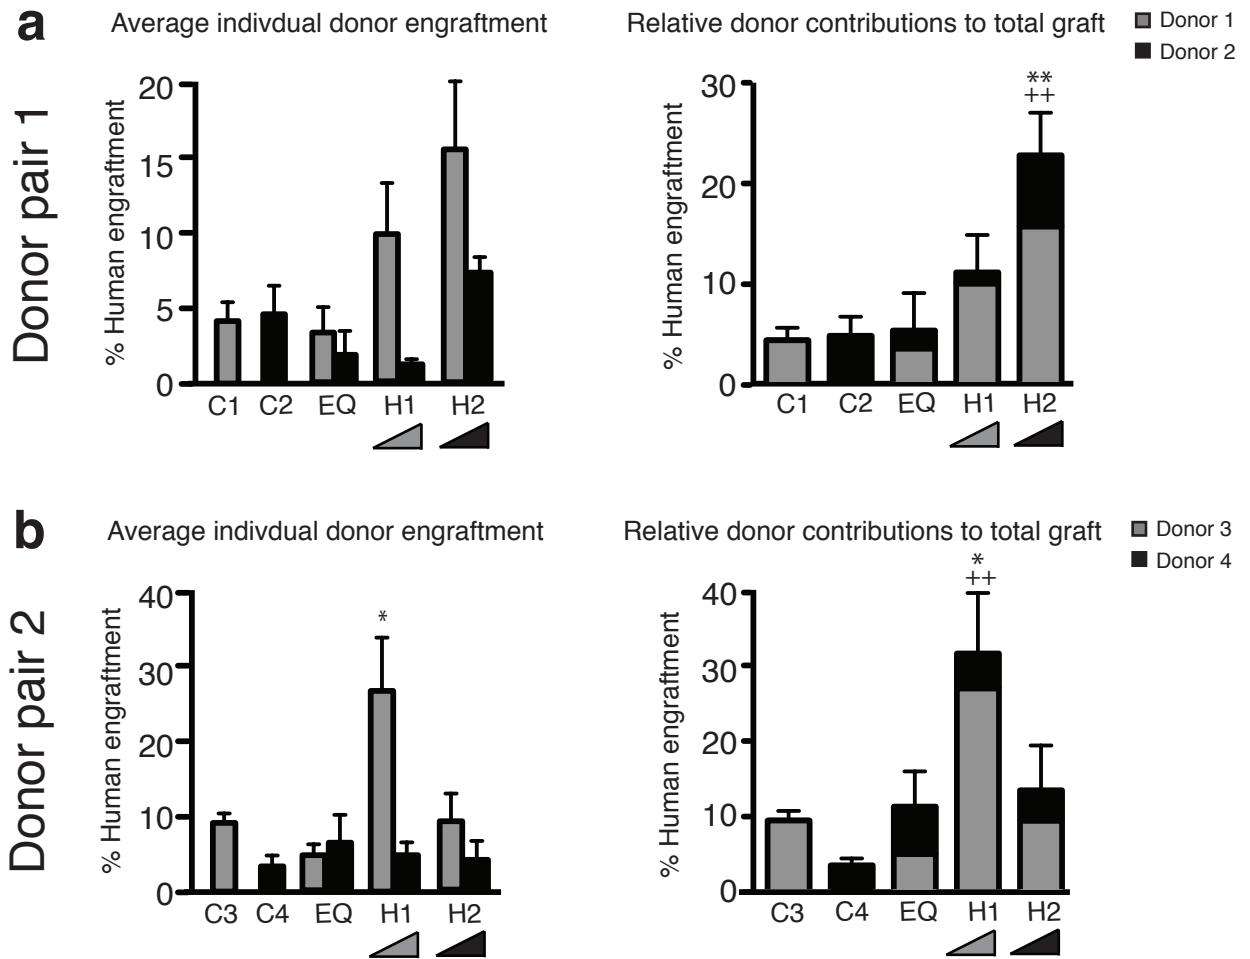 a
Average indivdual donor engraftment
Relative donor contributions to total graft
Donor 1
Donor 2
Donor pair 1
% Human engraftment
20
15
10
5
0
C1 C2 EQ H1 H2
% Human engraftment
30
20
10
0
**
++
C1 C2 EQ H1 H2
b
Average indivdual donor engraftment
Relative donor contributions to total graft
Donor 3
Donor 4
Donor pair 2
% Human engraftment
40
30
20
10
0
*
C3 C4 EQ H1 H2
% Human engraftment
40
30
20
10
0
*
++
C3 C4 EQ H1 H2